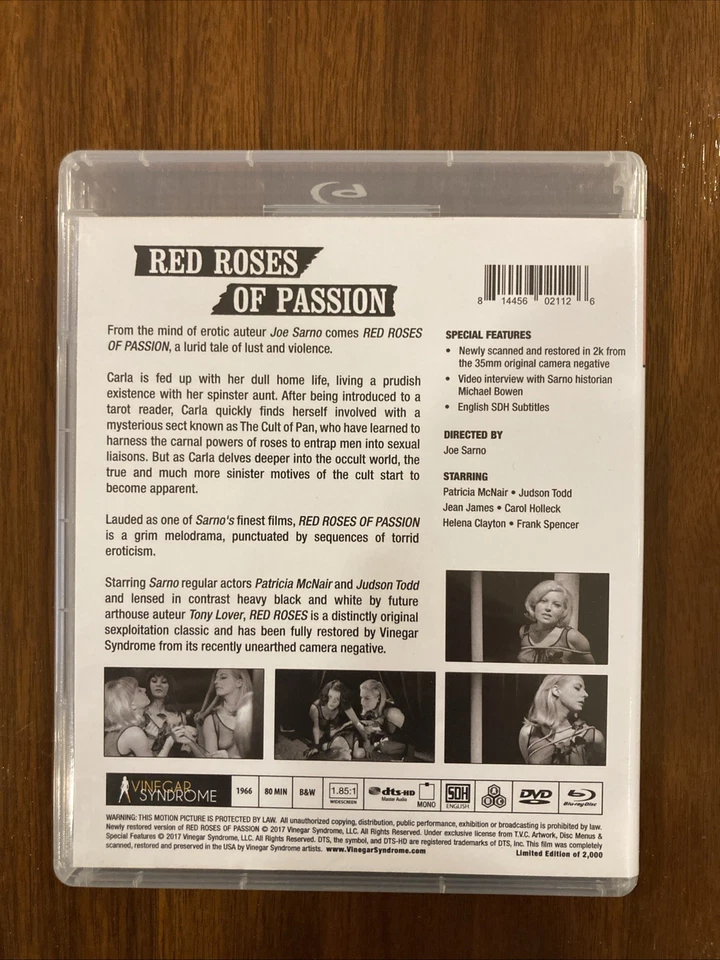 RED ROSES
OF PASSION
From the mind of erotic auteur Joe Sarno comes RED ROSES
OF PASSION, a lurid tale of lust and violence.
Carla is fed up with her dull home life, living a prudish
existence with her spinster aunt. After being introduced to a
tarot reader, Carla quickly finds herself involved with a
mysterious sect known as The Cult of Pan, who have learned to
harness the carnal powers of roses to entrap men into sexual
liaisons. But as Carla delves deeper into the occult world, the
true and much more sinister motives of the cult start to
become apparent.
Lauded as one of Sarno's finest films, RED ROSES OF PASSION
is a grim melodrama, punctuated by sequences of torrid
eroticism.
Starring Sarno regular actors Patricia McNair and Judson Todd
and lensed in contrast heavy black and white by future
arthouse auteur Tony Lover, RED ROSES is a distinctly original
sexploitation classic and has been fully restored by Vinegar
Syndrome from its recently unearthed camera negative.
8 14456 02112 6
SPECIAL FEATURES
• Newly scanned and restored in 2k from
the 35mm original camera negative
• Video interview with Sarno historian
Michael Bowen
• English SDH Subtitles
DIRECTED BY
Joe Sarno
STARRING
Patricia McNair • Judson Todd
Jean James • Carol Holleck
Helena Clayton • Frank Spencer
VINEGAR
SYNDROME
1966
80 MIN
B&W
1.85:1
WIDESCREEN
dts-HD
Master Audio
MONO
SDH
ENGLISH
A B C
DVD
Blu-ray Disc
WARNING: THIS MOTION PICTURE IS PROTECTED BY LAW. All unauthorized copying, distribution, public performance, exhibition or broadcasting is prohibited by law.
Newly restored version of RED ROSES OF PASSION © 2017 Vinegar Syndrome, LLC. All Rights Reserved. Under exclusive license from T.V.C. Artwork, Disc Menus &
Special Features © 2017 Vinegar Syndrome, LLC. All Rights Reserved. DTS, the symbol, and DTS-HD are registered trademarks of DTS, Inc. This film was completely
scanned, restored and preserved in the USA by Vinegar Syndrome artists. www.VinegarSyndrome.com
Limited Edition of 2,000